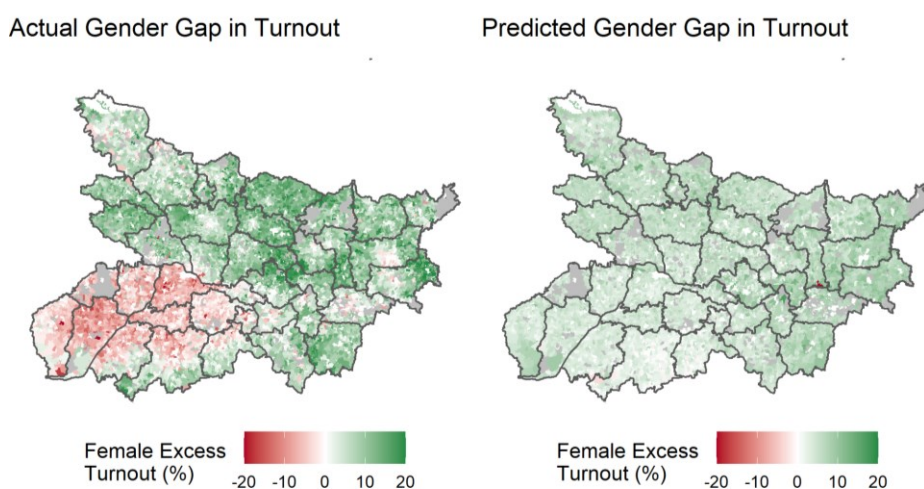 Actual Gender Gap in Turnout
Predicted Gender Gap in Turnout
Female Excess
Turnout (%)
-20 -10 0 10 20
Female Excess
Turnout (%)
-20 -10 0 10 20